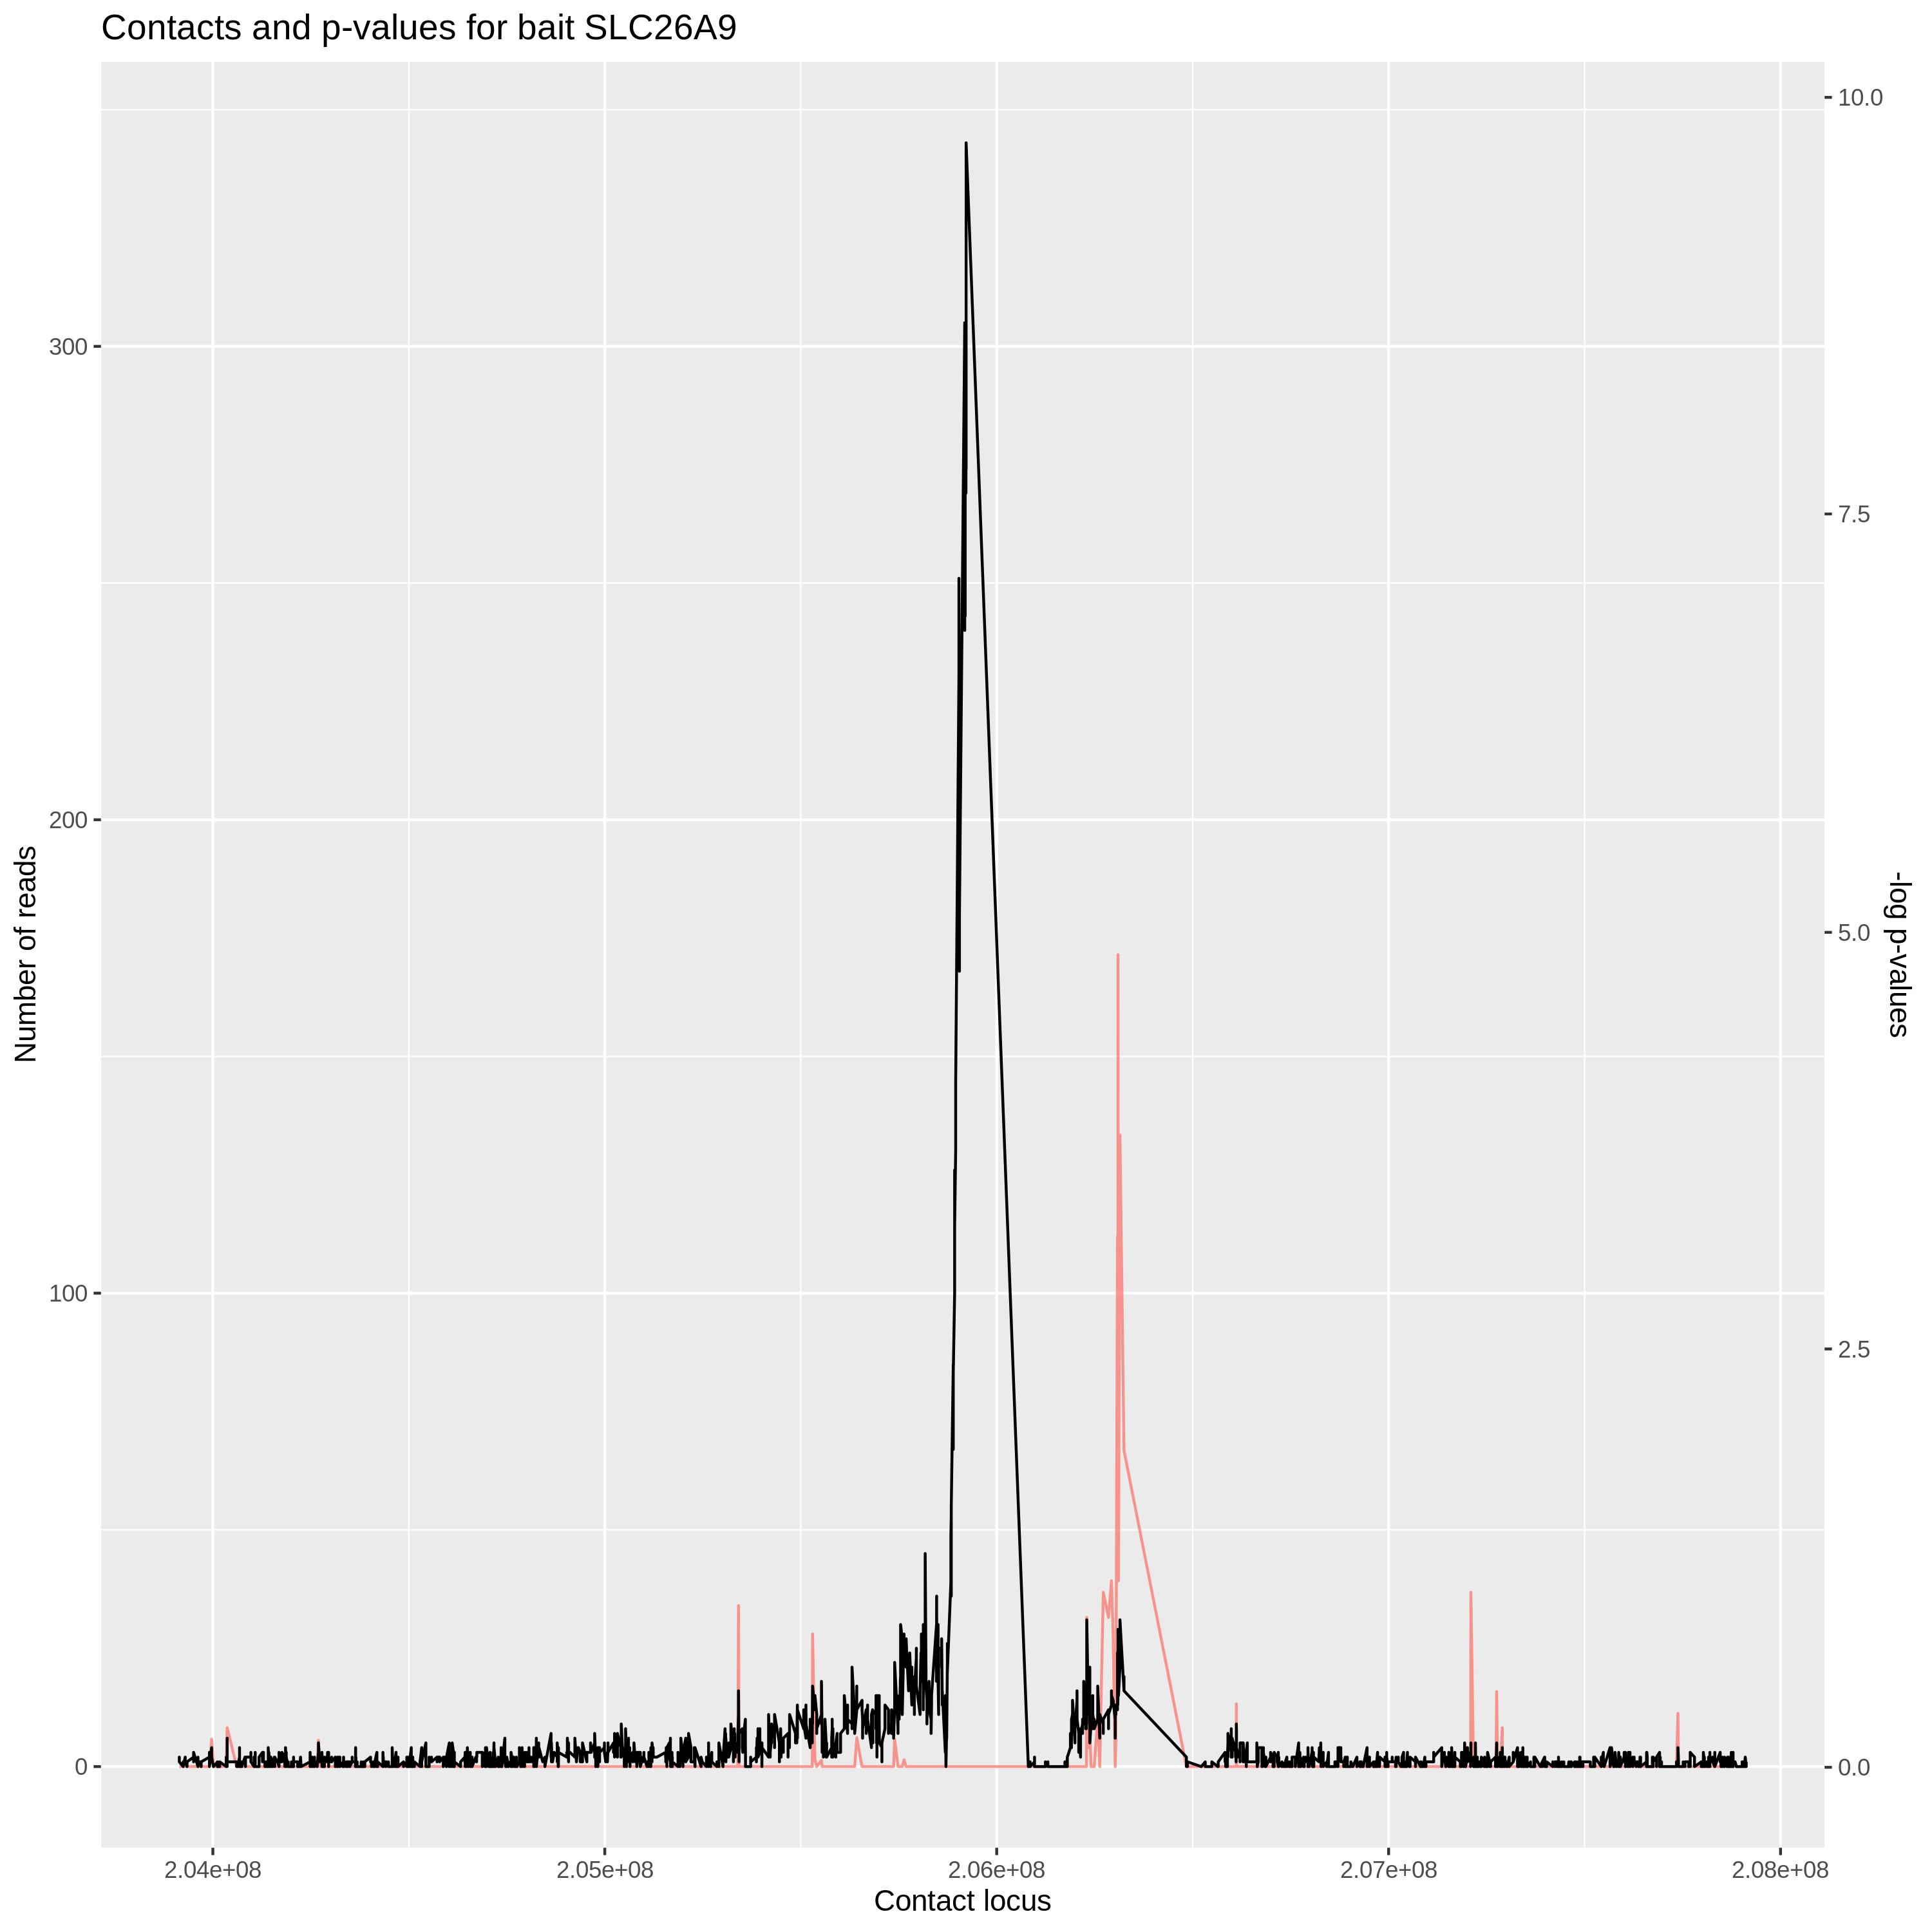 Contacts and p-values for bait SLC26A9
Number of reads
300
200
100
0
10.0
7.5
5.0
2.5
0.0
-log p-values
2.04e+08 2.05e+08 2.06e+08 2.07e+08 2.08e+08
Contact locus